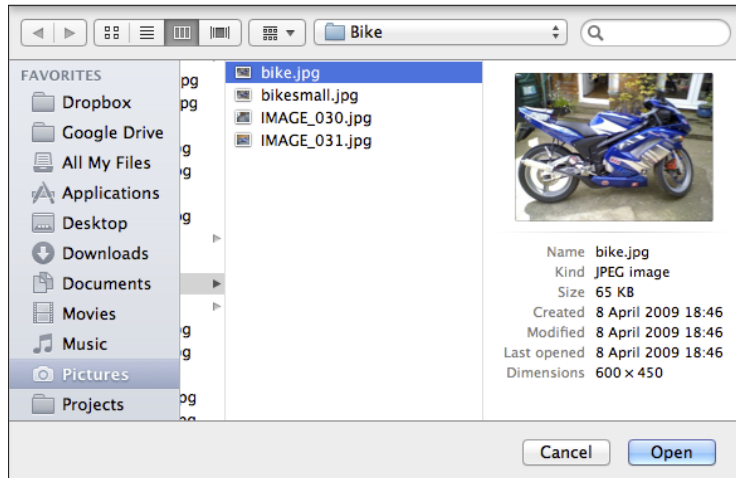 Bike
FAVORITES
Dropbox
Google Drive
All My Files
Applications
Desktop
Downloads
Documents
Movies
Music
Pictures
Projects
pg
pg
g
g
g
g
g
pg
bike.jpg
bikesmall.jpg
IMAGE_030.jpg
IMAGE_031.jpg
Name bike.jpg
Kind JPEG image
Size 65 KB
Created 8 April 2009 18:46
Modified 8 April 2009 18:46
Last opened 8 April 2009 18:46
Dimensions 600 × 450
Cancel Open